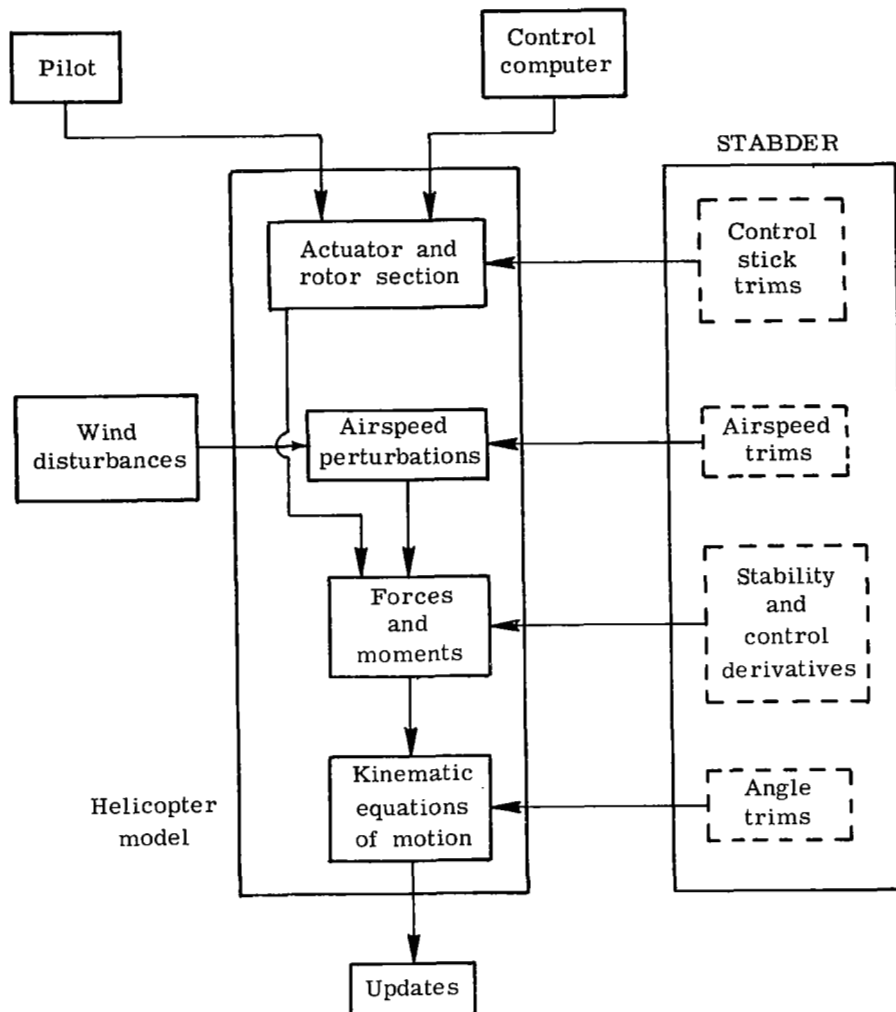 Pilot
Control
computer
STABDER
Actuator and
rotor section
Control
stick
trims
Wind
disturbances
Airspeed
perturbations
Airspeed
trims
Forces
and
moments
Stability
and
control
derivatives
Helicopter
model
Kinematic
equations
of motion
Angle
trims
Updates